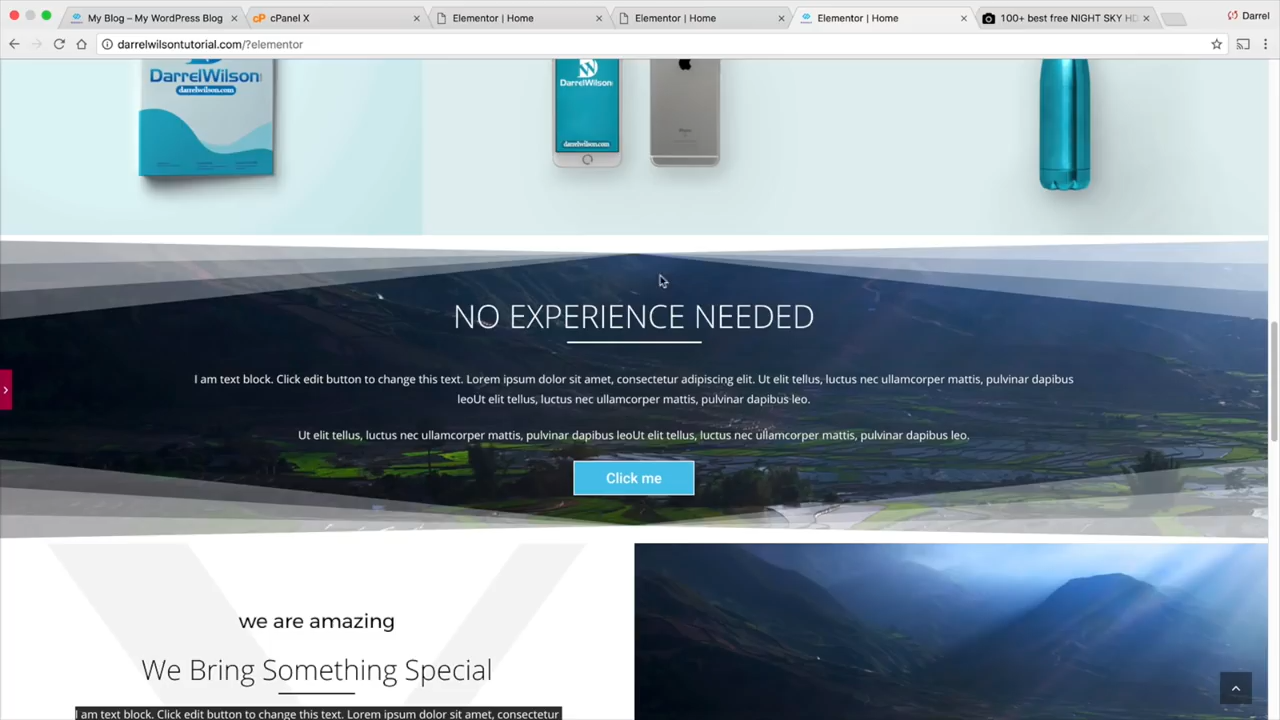 My Blog – My WordPress Blog
cPanel X
Elementor | Home
Elementor | Home
Elementor | Home
100+ best free NIGHT SKY HD
Darrel
darrelwilsontutorial.com/?elementor
DarrelWilson
darrelwilson.com
DarrelWilson
darrelwilson.com
iPhone
NO EXPERIENCE NEEDED
I am text block. Click edit button to change this text. Lorem ipsum dolor sit amet, consectetur adipiscing elit. Ut elit tellus, luctus nec ullamcorper mattis, pulvinar dapibus
leoUt elit tellus, luctus nec ullamcorper mattis, pulvinar dapibus leo.
Ut elit tellus, luctus nec ullamcorper mattis, pulvinar dapibus leoUt elit tellus, luctus nec ullamcorper mattis, pulvinar dapibus leo.
Click me
we are amazing
We Bring Something Special
I am text block. Click edit button to change this text. Lorem ipsum dolor sit amet, consectetur